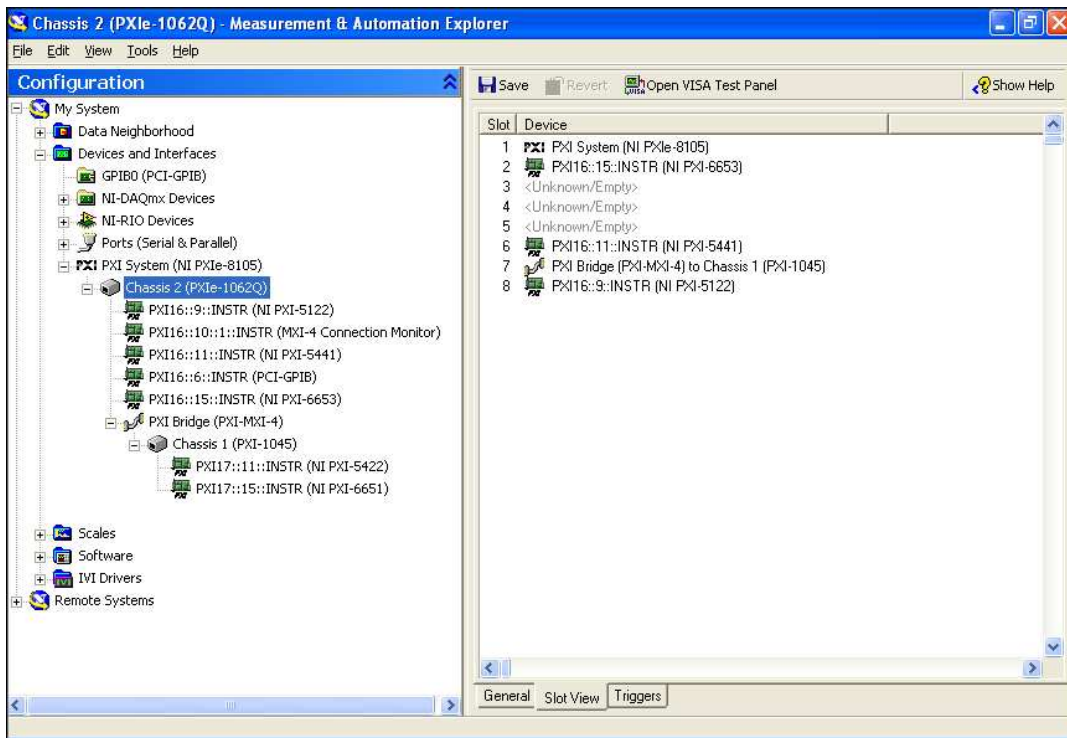 Chassis 2 (PXIe-1062Q) - Measurement & Automation Explorer
File Edit View Tools Help
Configuration
My System
Data Neighborhood
Devices and Interfaces
GPIB0 (PCI-GPIB)
NI-DAQmx Devices
NI-RIO Devices
Ports (Serial & Parallel)
PXI PXI System (NI PXIe-8105)
Chassis 2 (PXIe-1062Q)
PXI16::9::INSTR (NI PXI-5122)
PXI16::10::1::INSTR (MXI-4 Connection Monitor)
PXI16::11::INSTR (NI PXI-5441)
PXI16::6::INSTR (PCI-GPIB)
PXI16::15::INSTR (NI PXI-6653)
PXI Bridge (PXI-MXI-4)
Chassis 1 (PXI-1045)
PXI17::11::INSTR (NI PXI-5422)
PXI17::15::INSTR (NI PXI-6651)
Scales
Software
IVI Drivers
Remote Systems
Save Revert Open VISA Test Panel Show Help
Slot Device
1 PXI PXI System (NI PXIe-8105)
2 PXI16::15::INSTR (NI PXI-6653)
3 <Unknown/Empty>
4 <Unknown/Empty>
5 <Unknown/Empty>
6 PXI16::11::INSTR (NI PXI-5441)
7 PXI Bridge (PXI-MXI-4) to Chassis 1 (PXI-1045)
8 PXI16::9::INSTR (NI PXI-5122)
General Slot View Triggers